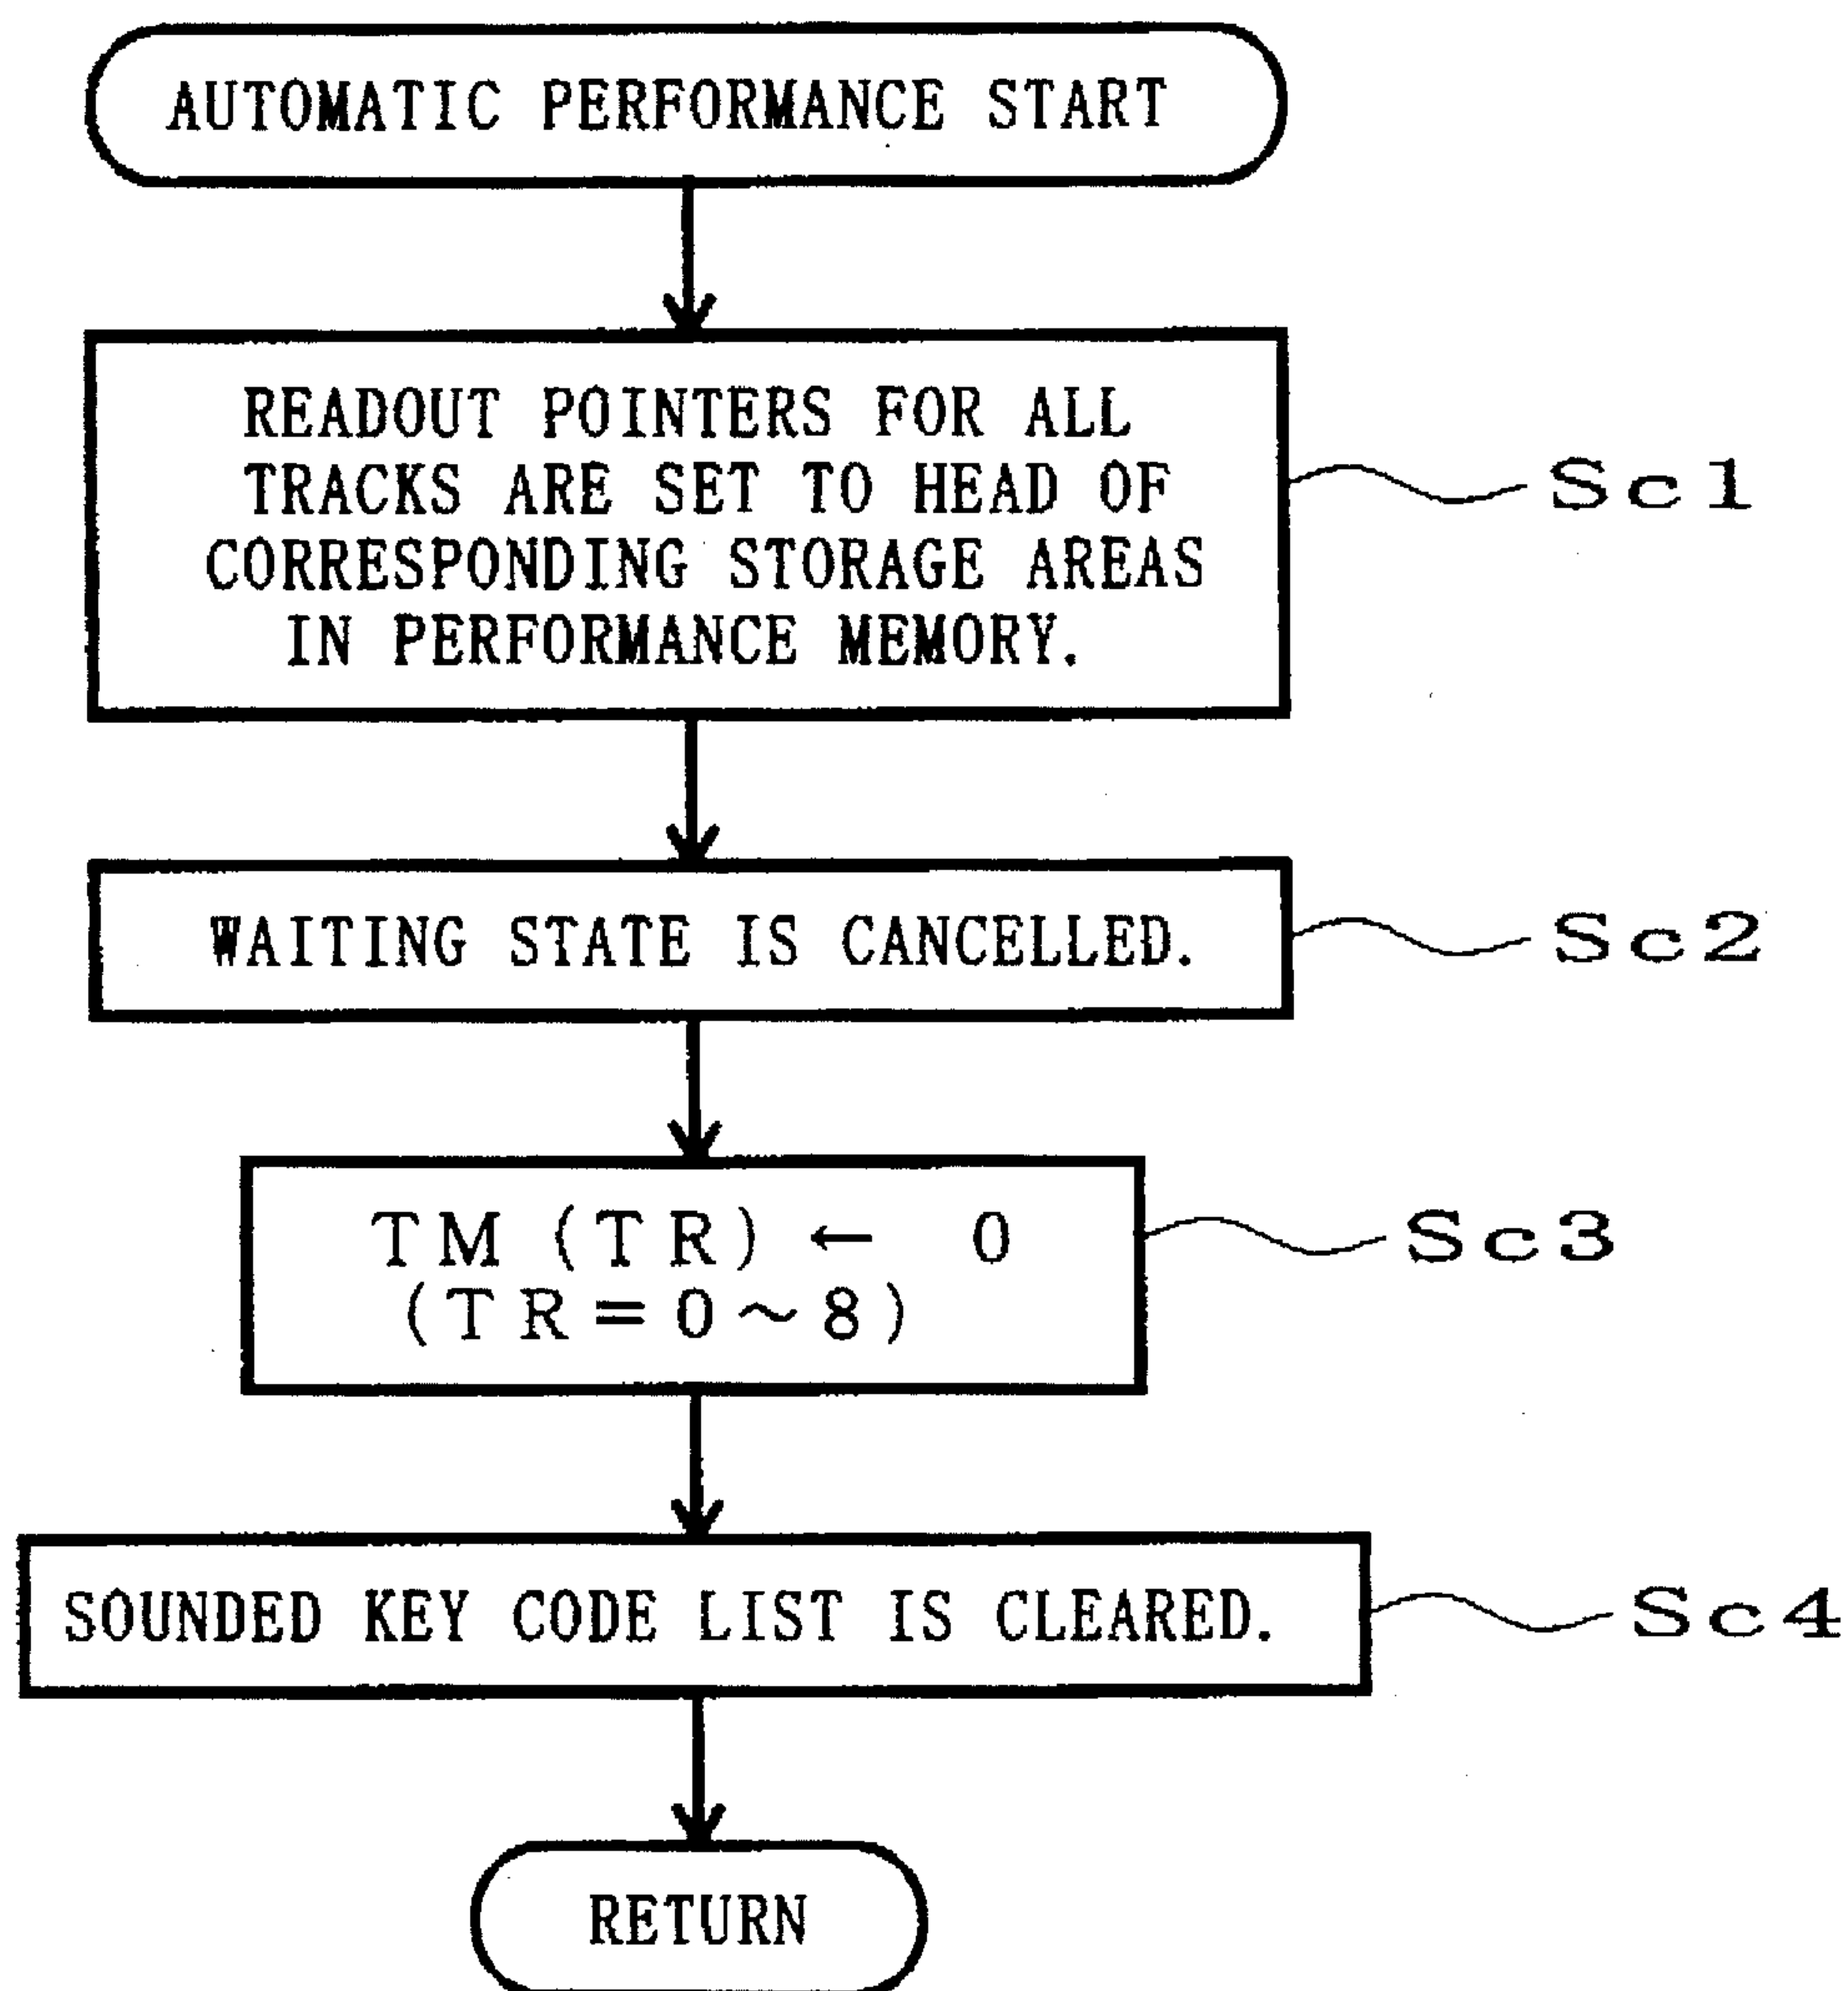 AUTOMATIC PERFORMANCE START
READOUT POINTERS FOR ALL
TRACKS ARE SET TO HEAD OF
CORRESPONDING STORAGE AREAS
IN PERFORMANCE MEMORY.
Sc1
WAITING STATE IS CANCELLED.
Sc2
TM (TR) ← 0
(TR=0~8)
Sc3
SOUNDED KEY CODE LIST IS CLEARED.
Sc4
RETURN